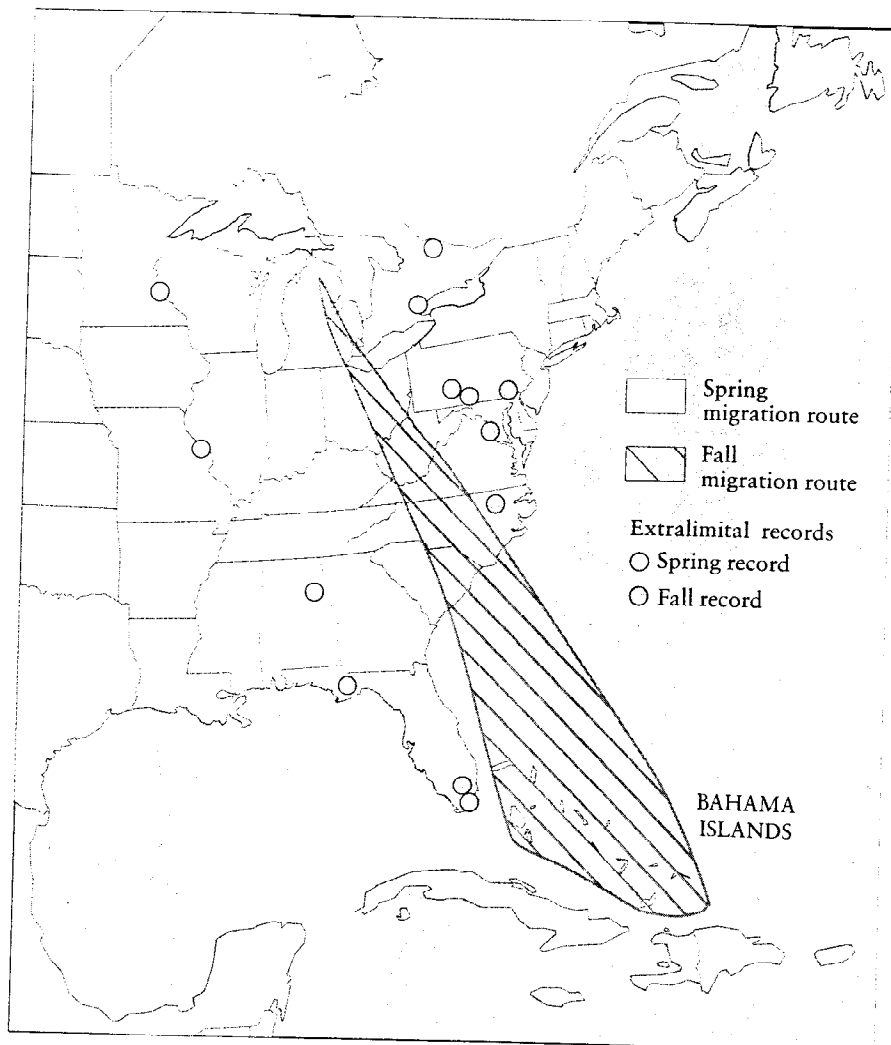 Spring
migration route
Fall
migration route
Extralimital records
Spring record
Fall record
BAHAMA
ISLANDS